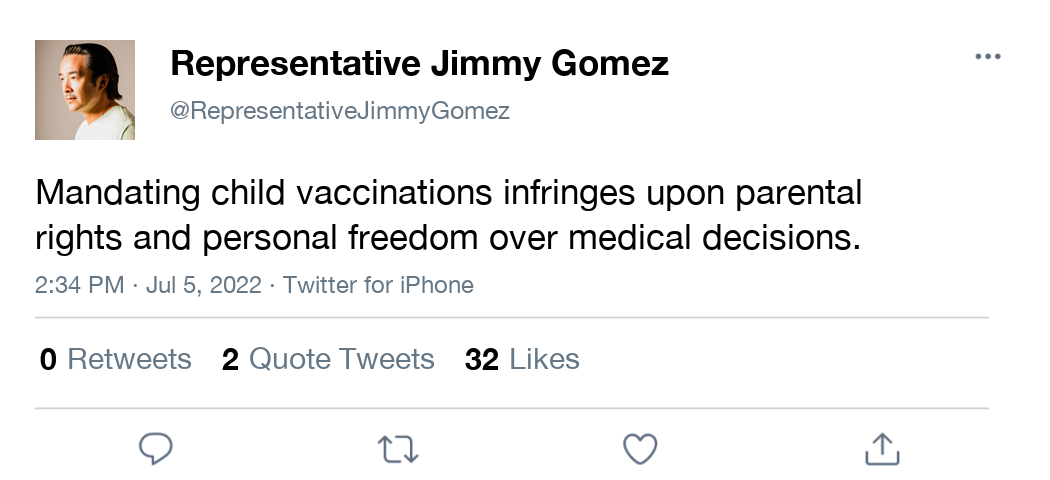 Representative Jimmy Gomez
@RepresentativeJimmyGomez
Mandating child vaccinations infringes upon parental
rights and personal freedom over medical decisions.
2:34 PM · Jul 5, 2022 · Twitter for iPhone
0 Retweets 2 Quote Tweets 32 Likes